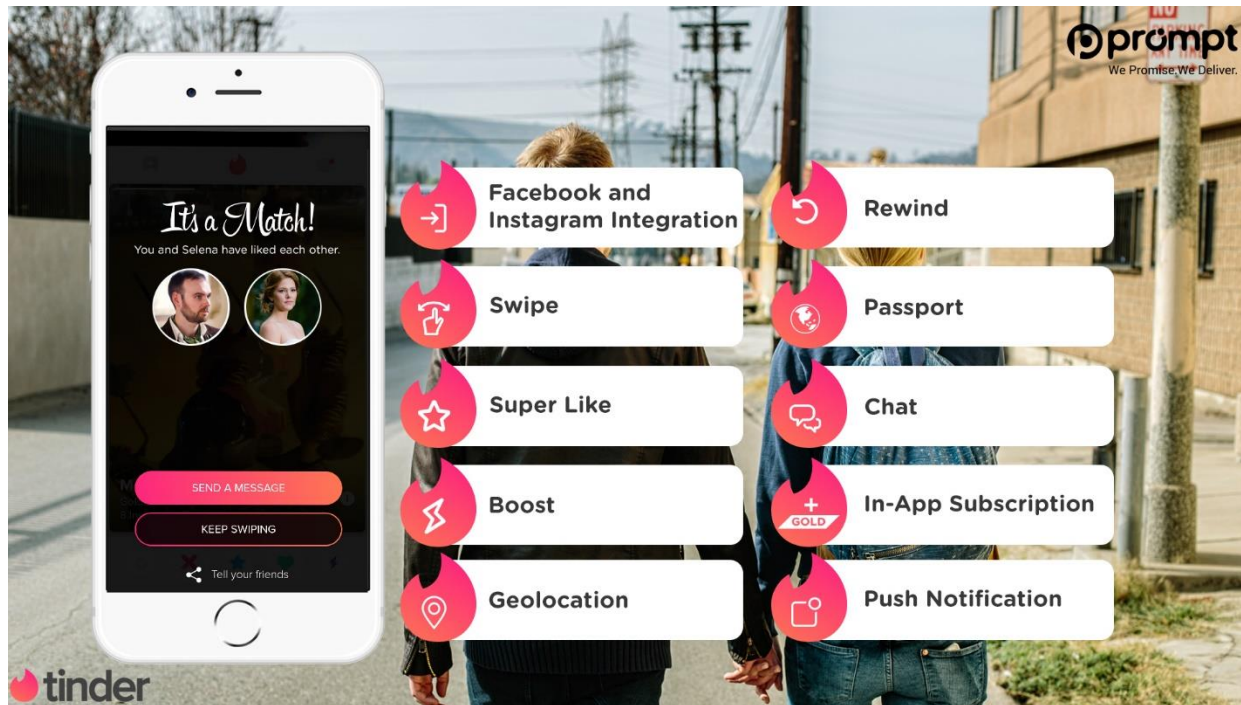 prompt
We Promise,We Deliver.
It's a Match!
You and Selena have liked each other.
SEND A MESSAGE
KEEP SWIPING
Tell your friends
Facebook and
Instagram Integration
Swipe
Super Like
Boost
Geolocation
Rewind
Passport
Chat
GOLD
In-App Subscription
Push Notification
tinder